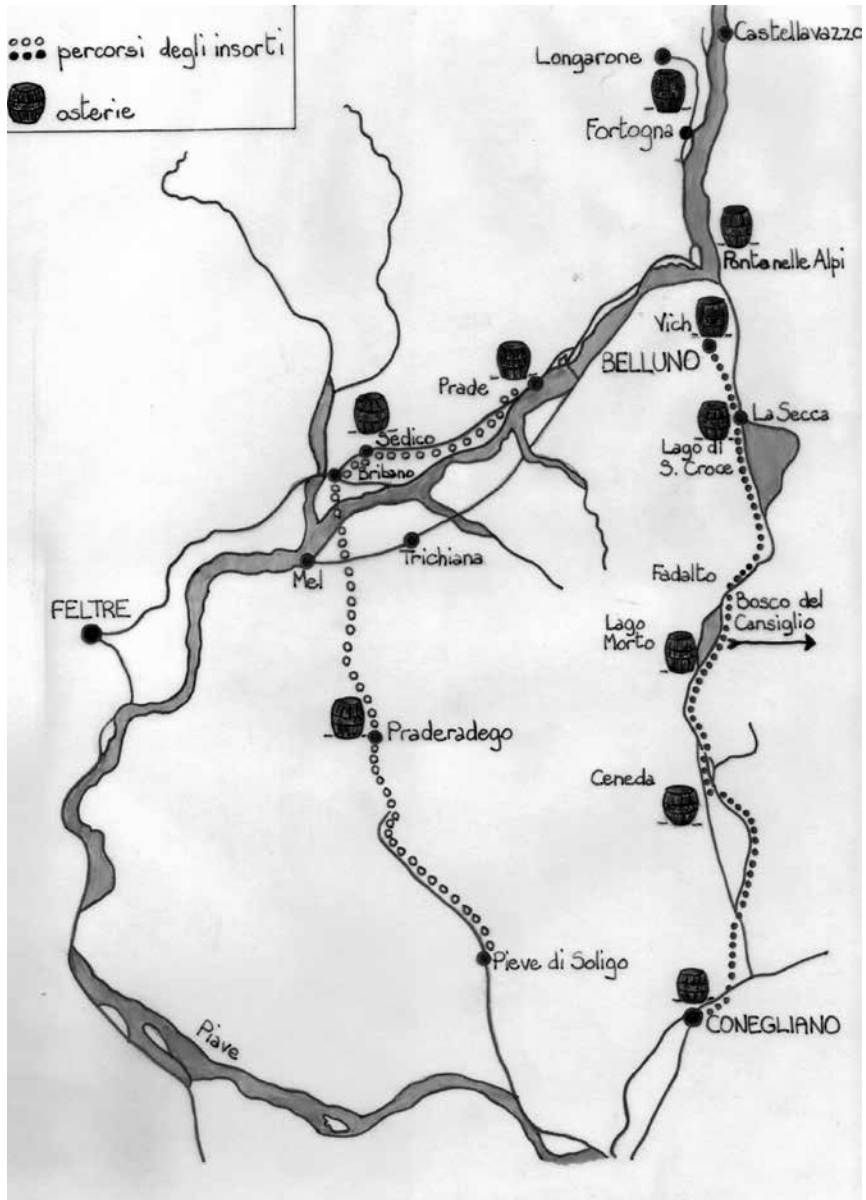 percorsi degli insorti
osterie
Castellavazzo
Longarone
Fortogna
Ponte nelle Alpi
Vich
BELLUNO
Prade
La Secca
Lago di
S. Croce
Sedico
Bribano
Trichiana
Mel
Fadalto
Bosco del
Cansiglio
FELTRE
Lago
Morto
Praderadego
Ceneda
Pieve di Soligo
CONEGLIANO
Piave